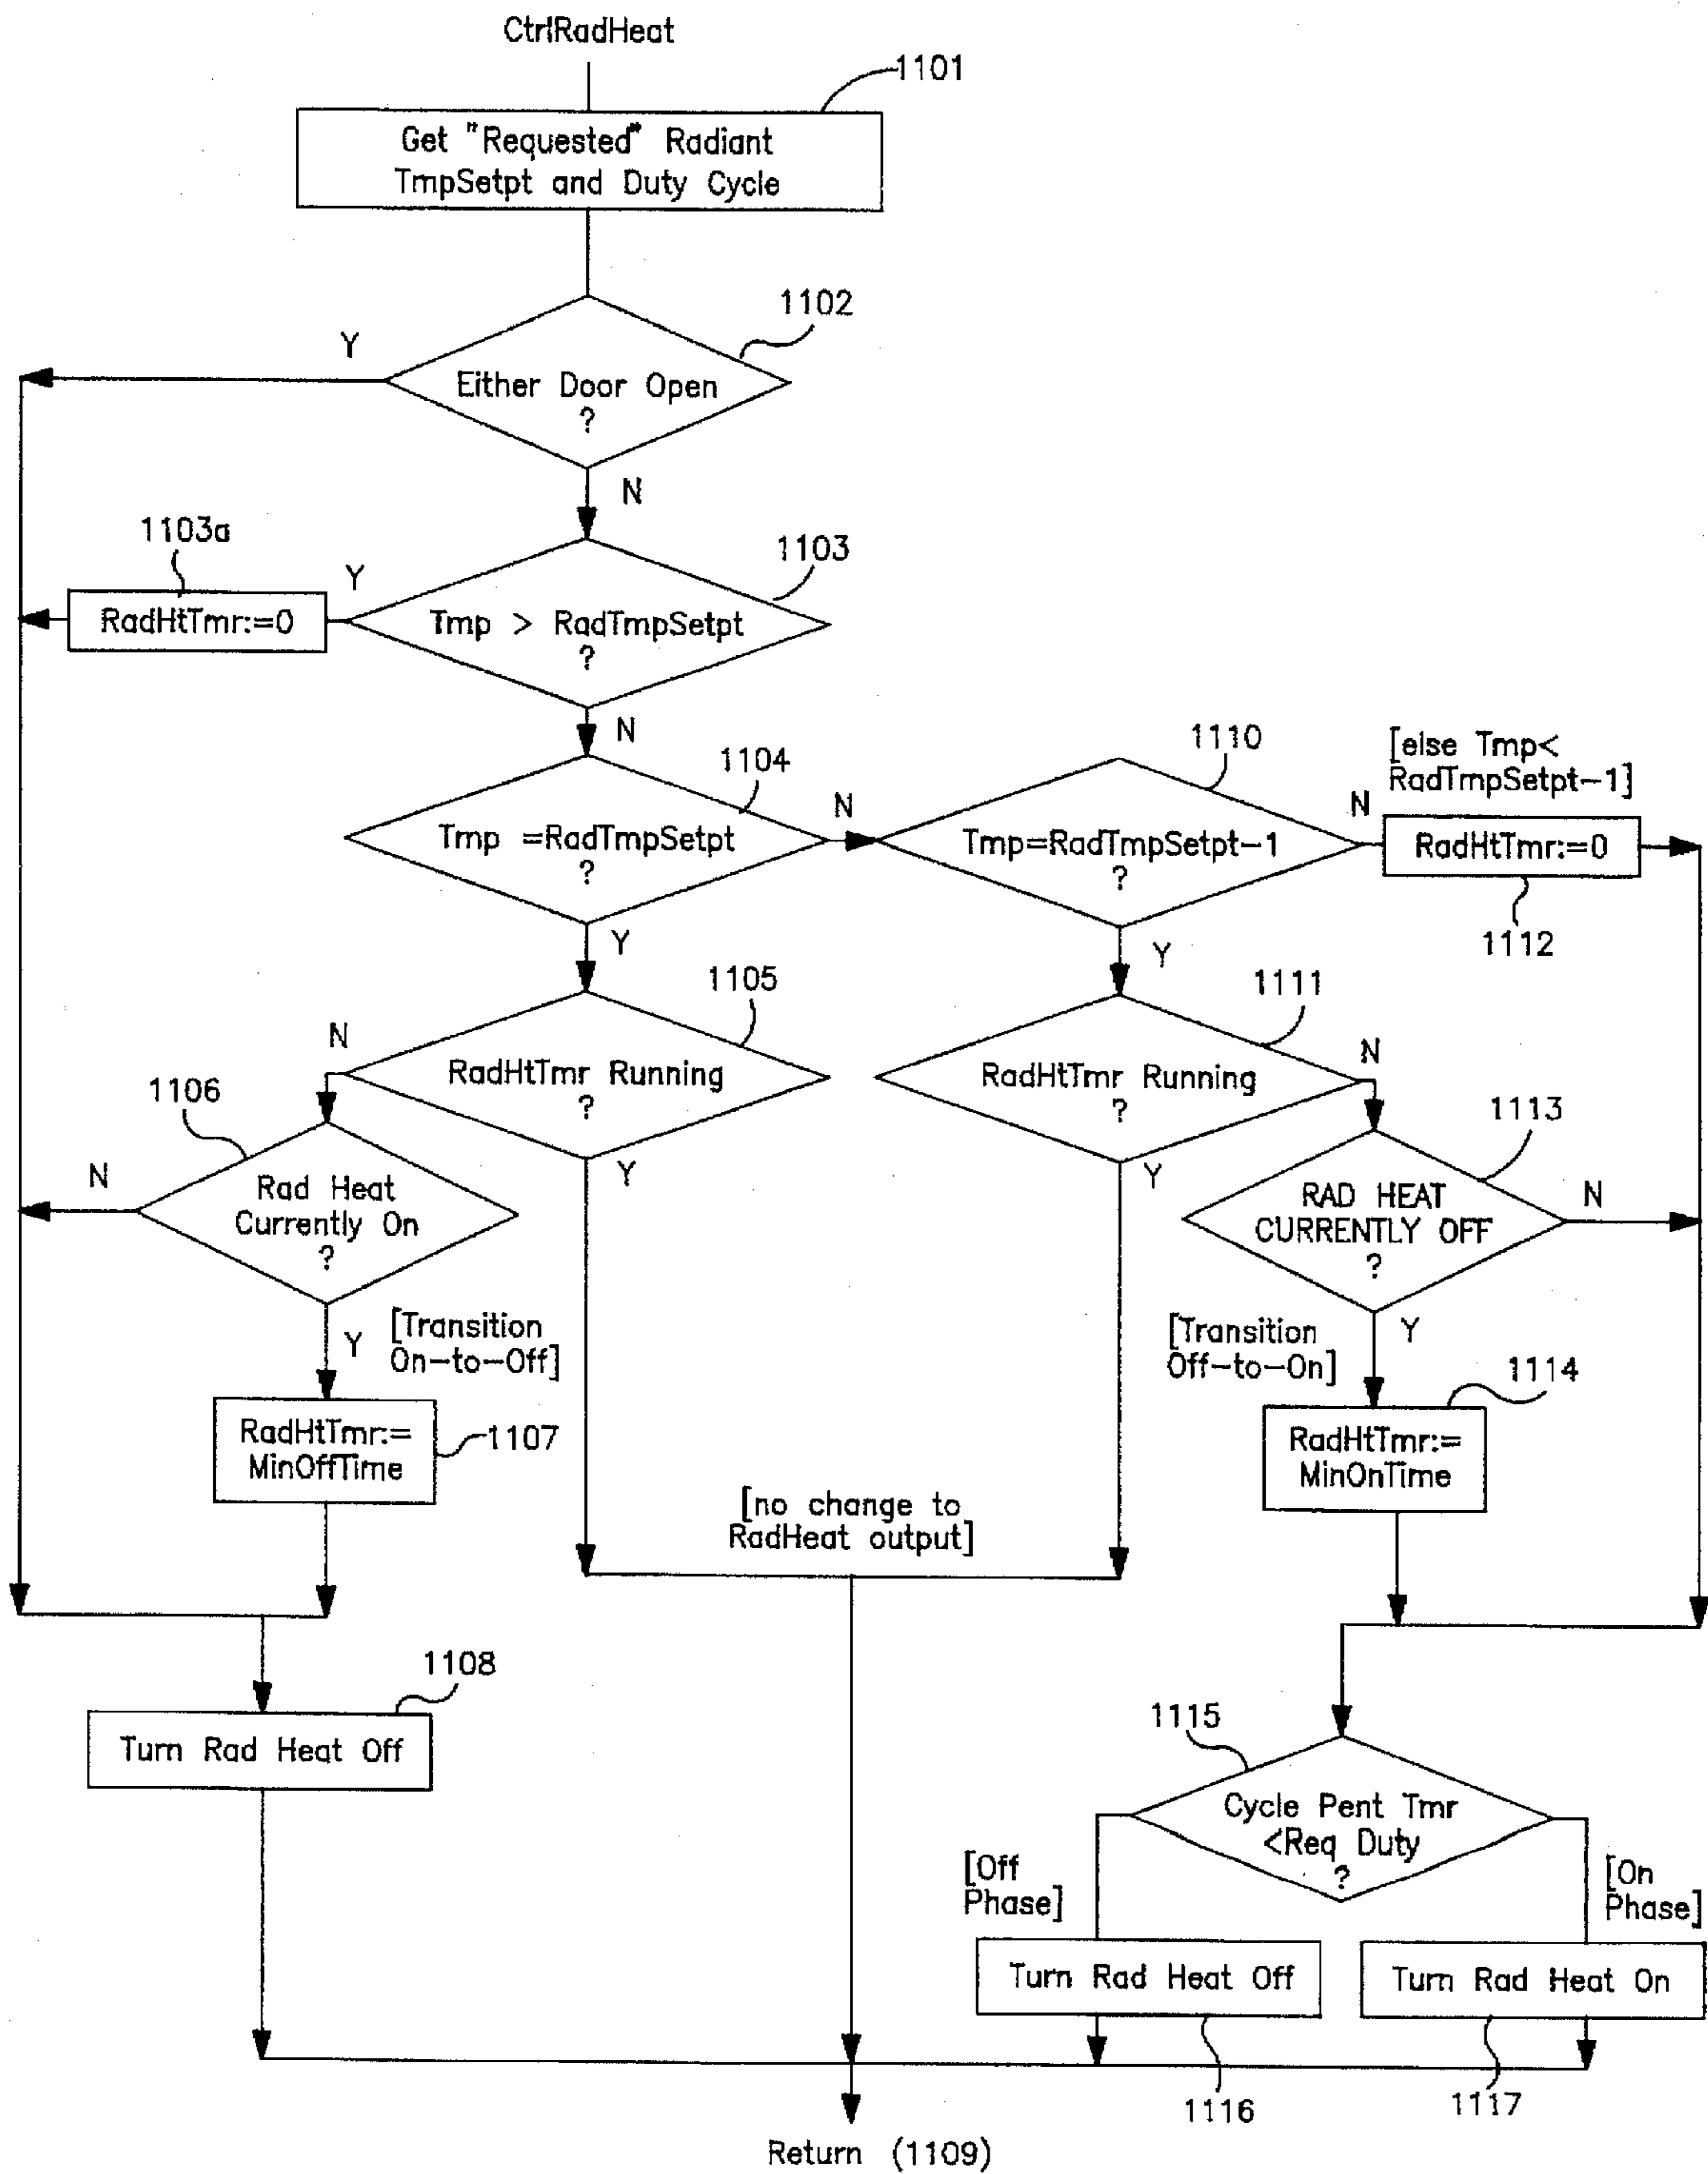 CtrlRadHeat
1101
Get "Requested" Radiant
TmpSetpt and Duty Cycle
1102
Y
Either Door Open
?
N
1103a
1103
Y
RadHtTmr:=0
Tmp > RadTmpSetpt
?
N
1104
N
Tmp =RadTmpSetpt
?
1110
Tmp=RadTmpSetpt-1
?
N
[else Tmp<
RadTmpSetpt-1]
RadHtTmr:=0
1112
Y
Y
1105
N
RadHtTmr Running
?
1111
RadHtTmr Running
?
N
1106
N
Rad Heat
Currently On
?
Y
Y
1113
RAD HEAT
CURRENTLY OFF
?
N
Y
[Transition
On-to-Off]
[Transition
Off-to-On]
Y
1114
RadHtTmr:=
MinOffTime
1107
RadHtTmr:=
MinOnTime
[no change to
RadHeat output]
1108
Turn Rad Heat Off
1115
Cycle Pent Tmr
<Req Duty
?
[Off
Phase]
[On
Phase]
Turn Rad Heat Off
Turn Rad Heat On
1116
1117
Return (1109)